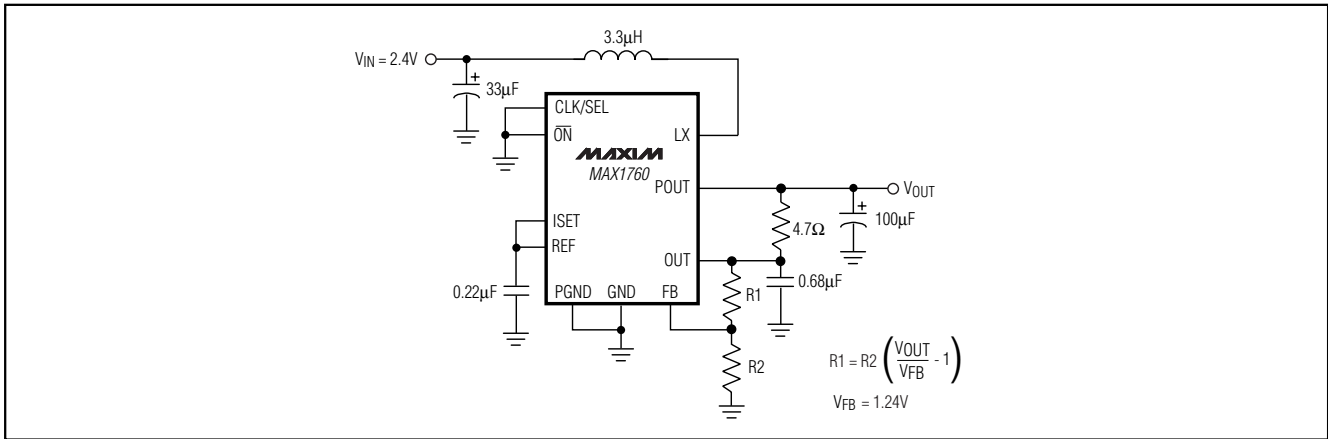 3.3µH
VIN = 2.4V
33µF
CLK/SEL
ON
LX
MAXIM
MAX1760
POUT
VOUT
ISET
4.7Ω
100µF
REF
OUT
0.22µF
PGND GND FB
R1
0.68µF
R2
R1 = R2 (VOUT/VFB - 1)
VFB = 1.24V